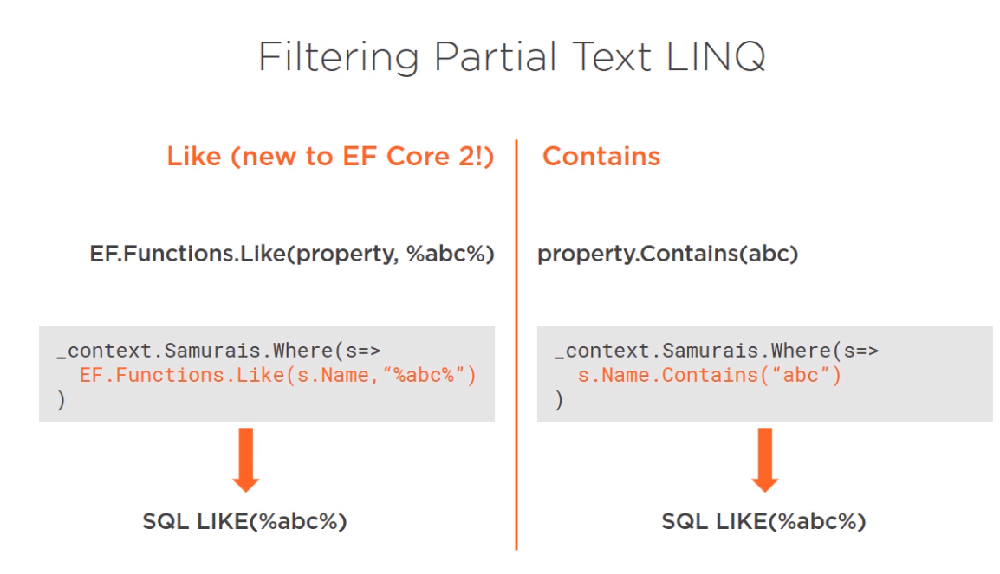 Filtering Partial Text LINQ
Like (new to EF Core 2!)
EF.Functions.Like(property, %abc%)
_context.Samurais.Where(s=>
EF.Functions.Like(s.Name,“%abc%”)
)
SQL LIKE(%abc%)
Contains
property.Contains(abc)
_context.Samurais.Where(s=>
s.Name.Contains(“abc”)
)
SQL LIKE(%abc%)